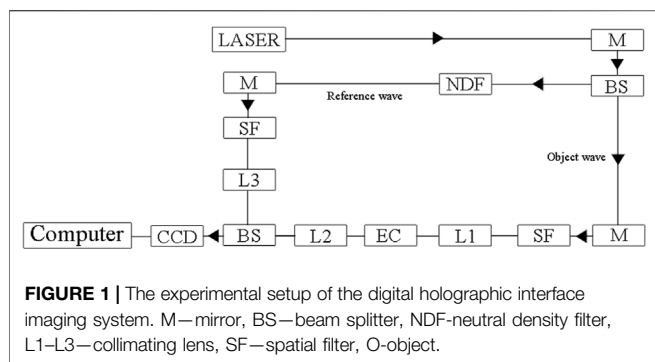 LASER
M
M
NDF
BS
Reference wave
SF
Object wave
L3
Computer
CCD
BS
L2
EC
L1
SF
M
FIGURE 1 | The experimental setup of the digital holographic interface
imaging system. M—mirror, BS—beam splitter, NDF-neutral density filter,
L1–L3—collimating lens, SF—spatial filter, O-object.